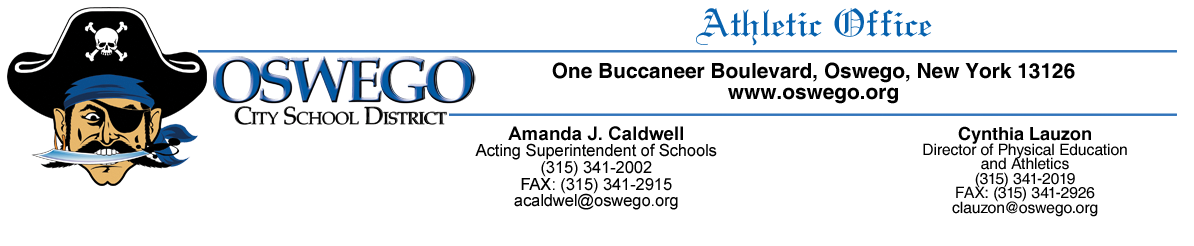 Athletic Office
OSWEGO
CITY SCHOOL DISTRICT
One Buccaneer Boulevard, Oswego, New York 13126
www.oswego.org
Amanda J. Caldwell
Acting Superintendent of Schools
(315) 341-2002
FAX: (315) 341-2915
acaldwel@oswego.org
Cynthia Lauzon
Director of Physical Education
and Athletics
(315) 341-2019
FAX: (315) 341-2926
clauzon@oswego.org